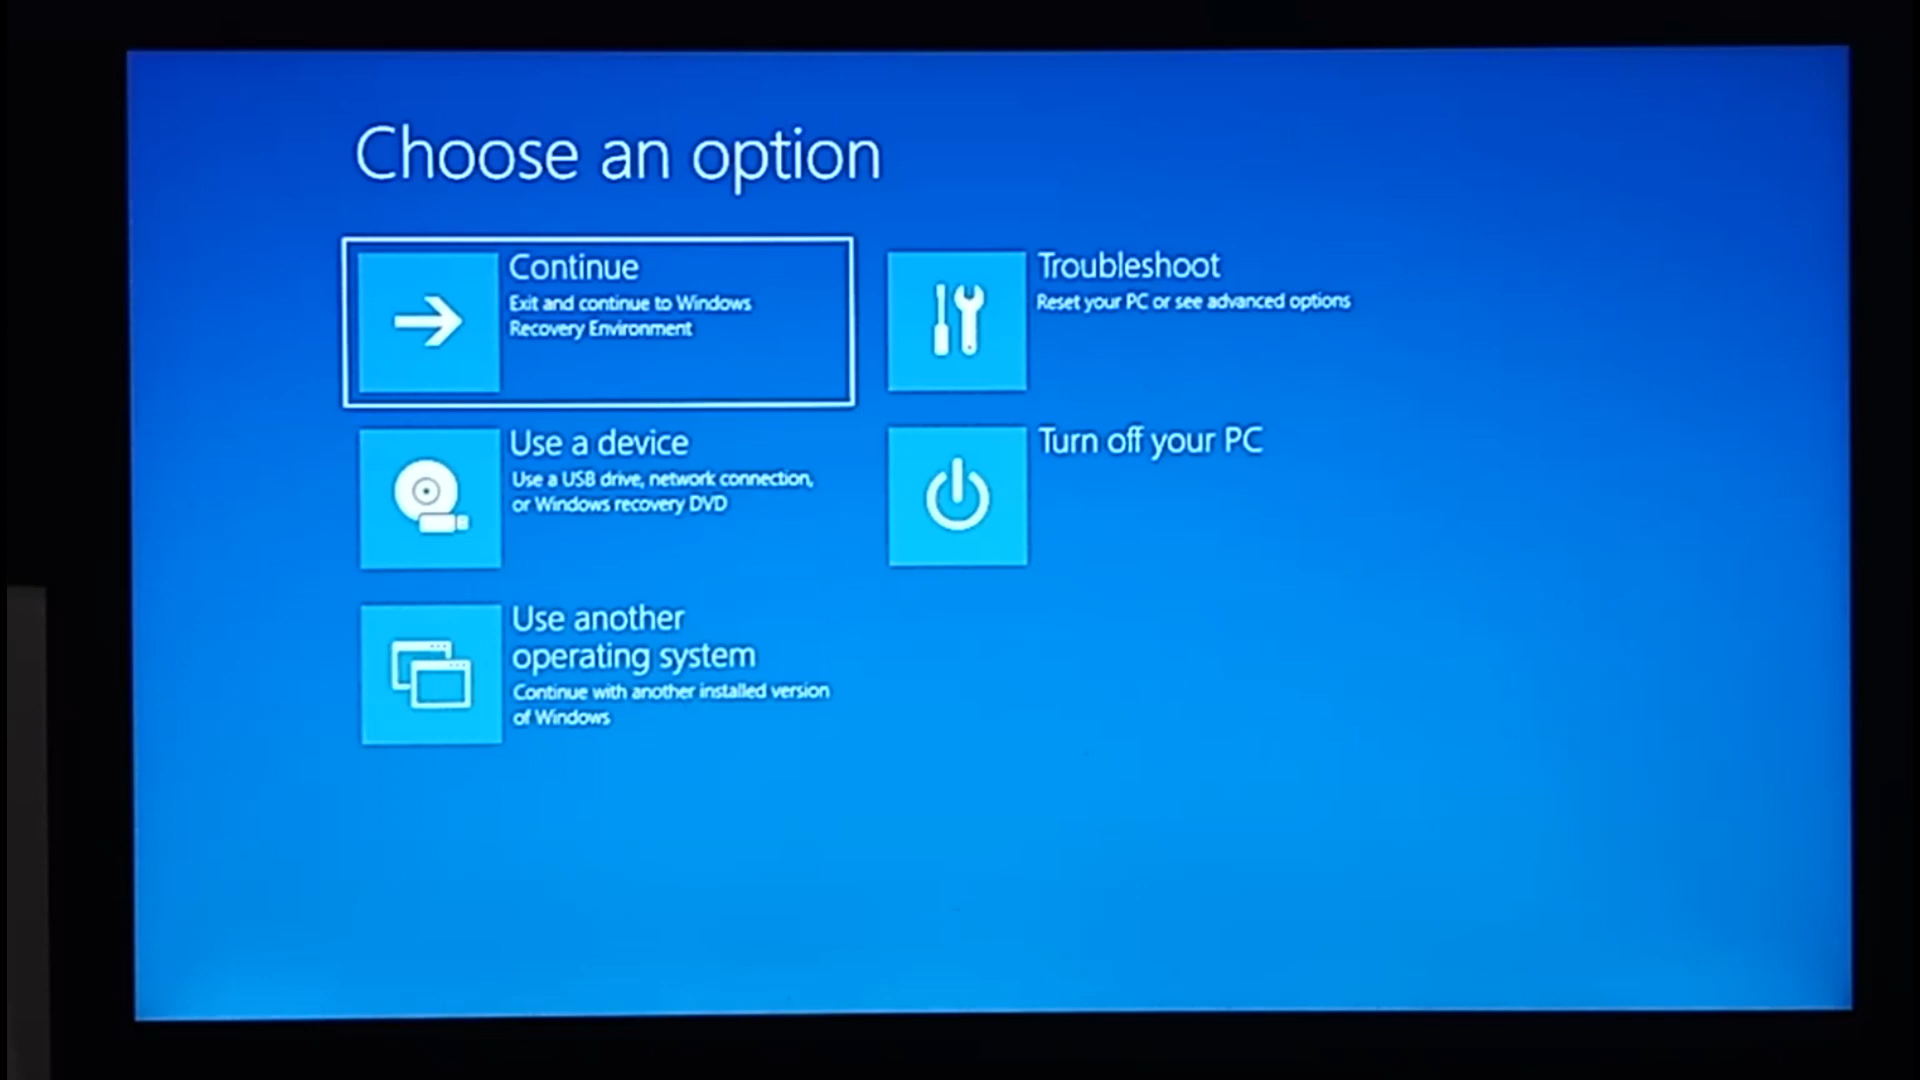 Choose an option
Continue
Exit and continue to Windows
Recovery Environment
Troubleshoot
Reset your PC or see advanced options
Use a device
Use a USB drive, network connection,
or Windows recovery DVD
Turn off your PC
Use another
operating system
Continue with another installed version
of Windows